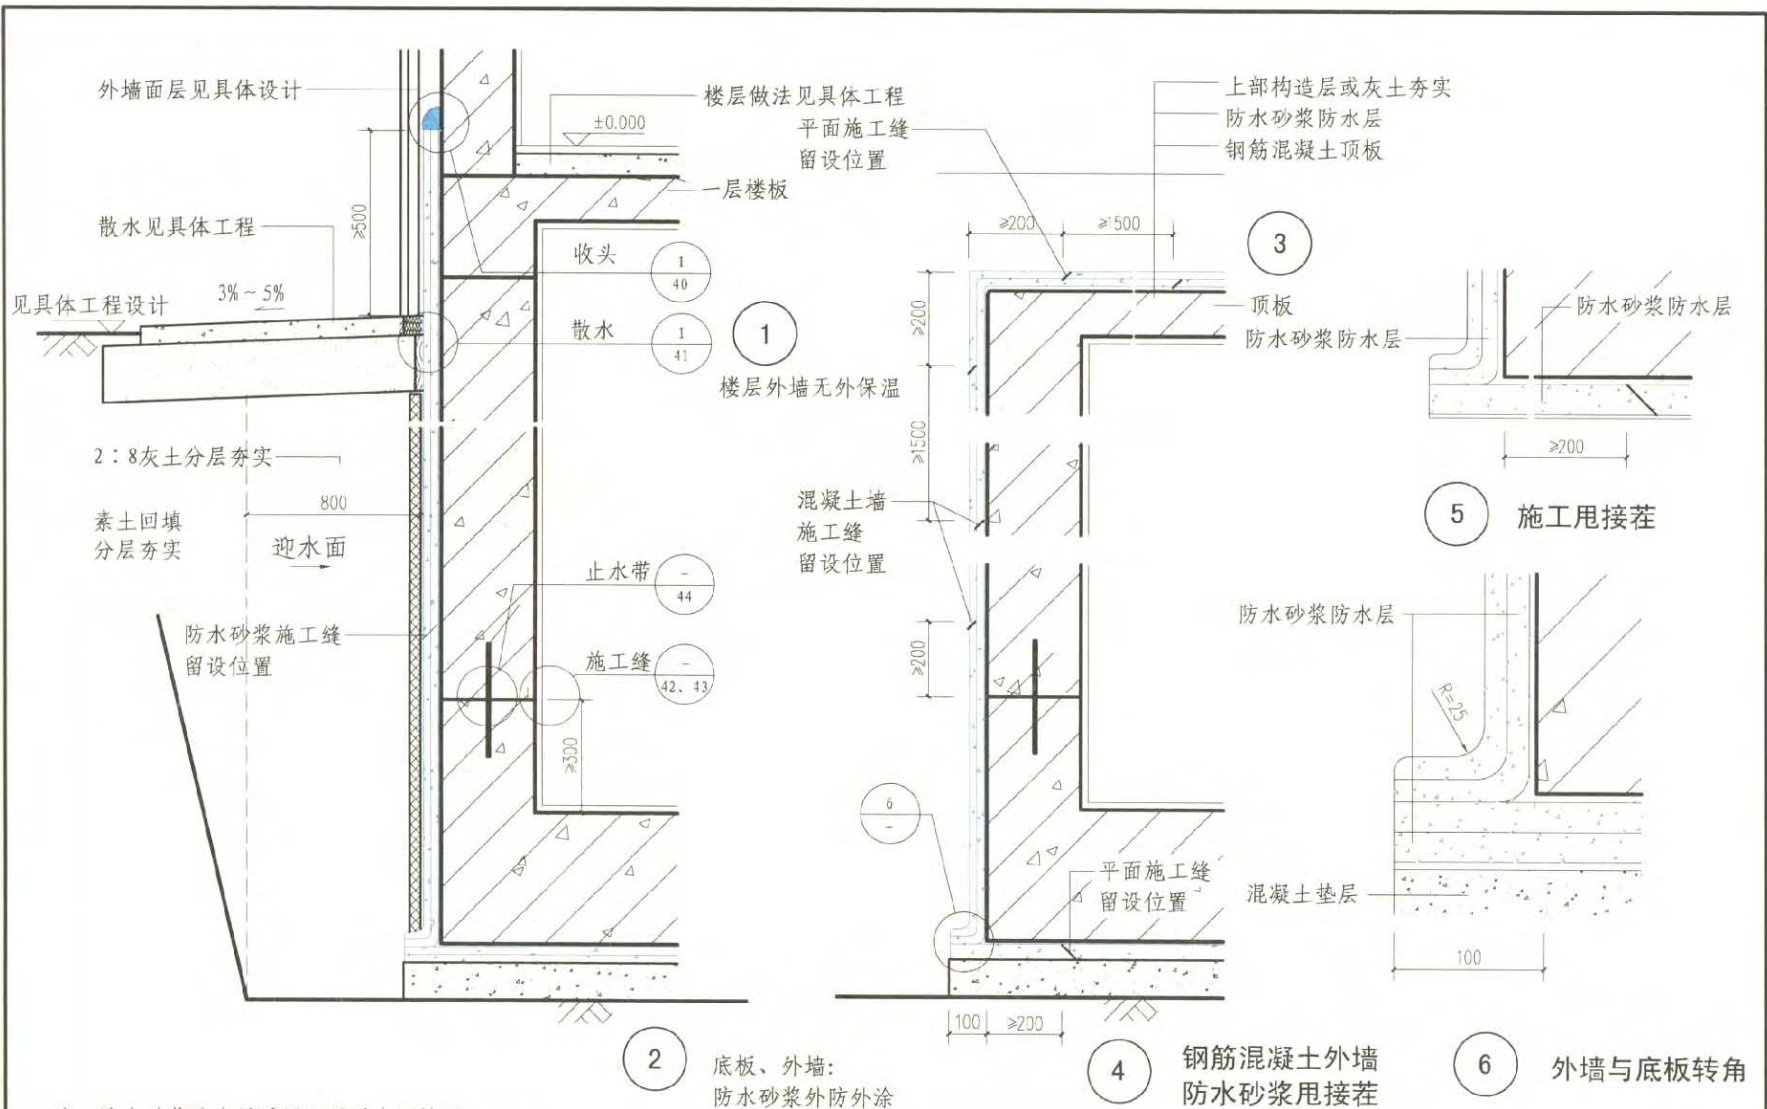 外墙面层见具体设计
楼层做法见具体工程
±0.000
平面施工缝
留设位置
上部构造层或灰土夯实
防水砂浆防水层
钢筋混凝土顶板
一层楼板
≥500
散水见具体工程
收头
1
40
≥200
≥1500
3
见具体工程设计
3%～5%
散水
1
41
1
楼层外墙无外保温
≥200
顶板
防水砂浆防水层
防水砂浆防水层
≥200
2：8灰土分层夯实
800
素土回填
分层夯实
迎水面
≥1500
混凝土墙
施工缝
留设位置
5
施工甩接茬
止水带
-
44
防水砂浆施工缝
留设位置
施工缝
-
42、43
≥300
≥200
防水砂浆防水层
R=25
6
-
平面施工缝
留设位置
混凝土垫层
100
100
≥200
2
底板、外墙:
防水砂浆外防外涂
4
钢筋混凝土外墙
防水砂浆甩接茬
6
外墙与底板转角